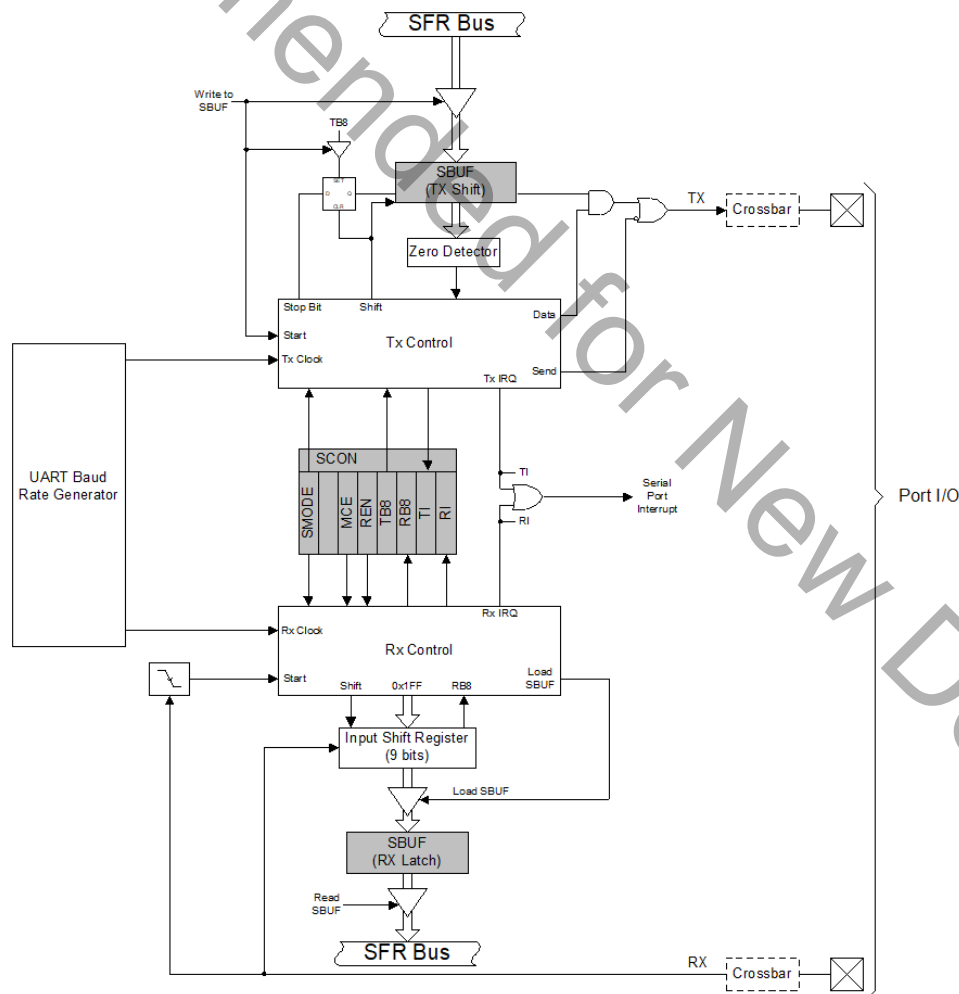 SFR Bus
Write to
SBUF
TB8
SET
CLR
SBUF
(TX Shift)
Zero Detector
TX
Crossbar
Stop Bit
Shift
Data
Start
Tx Control
Tx Clock
Send
Tx IRQ
UART Baud
Rate Generator
SCON
SMODE
MCE
REN
TB8
RB8
TI
RI
TI
RI
Serial
Port
Interrupt
Port I/O
Rx IRQ
Rx Clock
Rx Control
Start
Load
SBUF
Shift
0x1FF
RB8
Input Shift Register
(9 bits)
Load SBUF
SBUF
(RX Latch)
Read
SBUF
SFR Bus
RX
Crossbar
for New